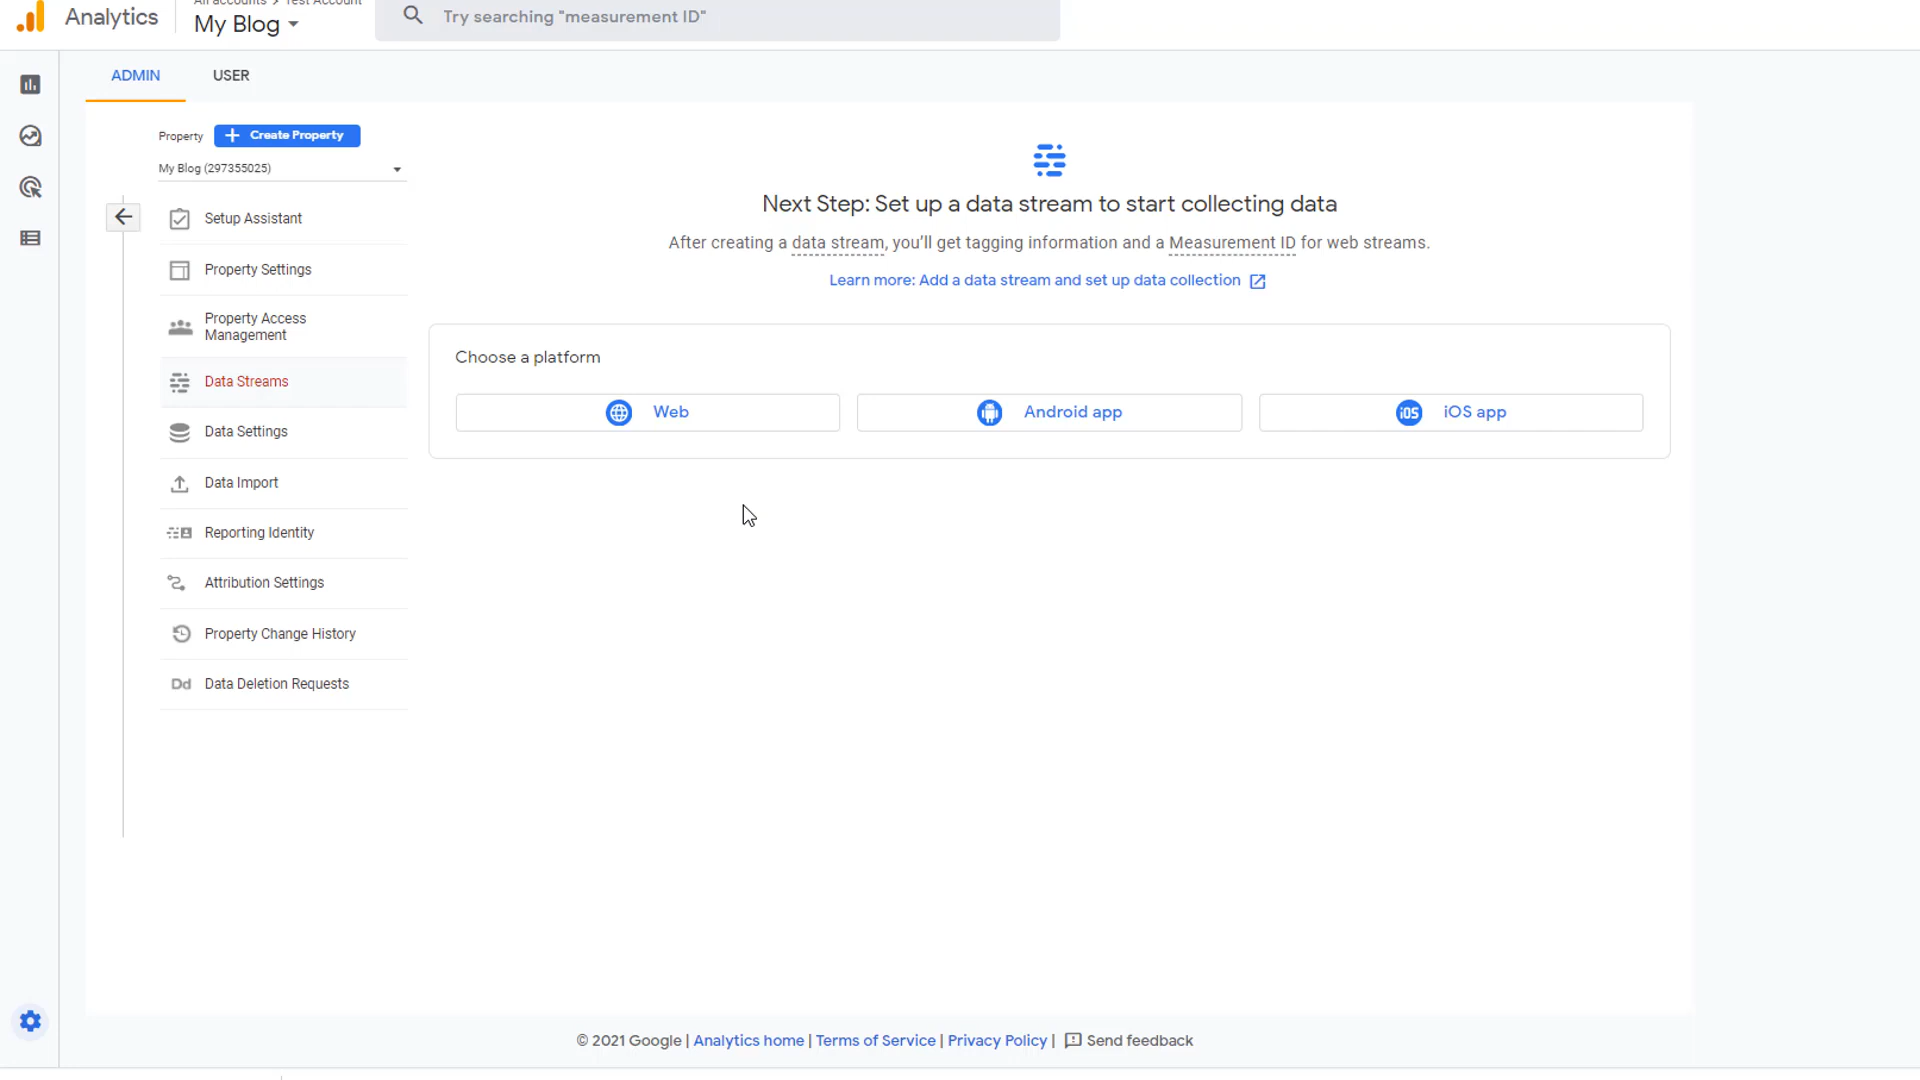 All accounts > Test Account
Analytics
My Blog
Try searching "measurement ID"
ADMIN
USER
Property
Create Property
My Blog (297355025)
Setup Assistant
Property Settings
Property Access
Management
Data Streams
Data Settings
Data Import
Reporting Identity
Attribution Settings
Property Change History
Dd
Data Deletion Requests
Next Step: Set up a data stream to start collecting data
After creating a data stream, you’ll get tagging information and a Measurement ID for web streams.
Learn more: Add a data stream and set up data collection
Choose a platform
Web
Android app
iOS
iOS app
© 2021 Google | Analytics home | Terms of Service | Privacy Policy | Send feedback